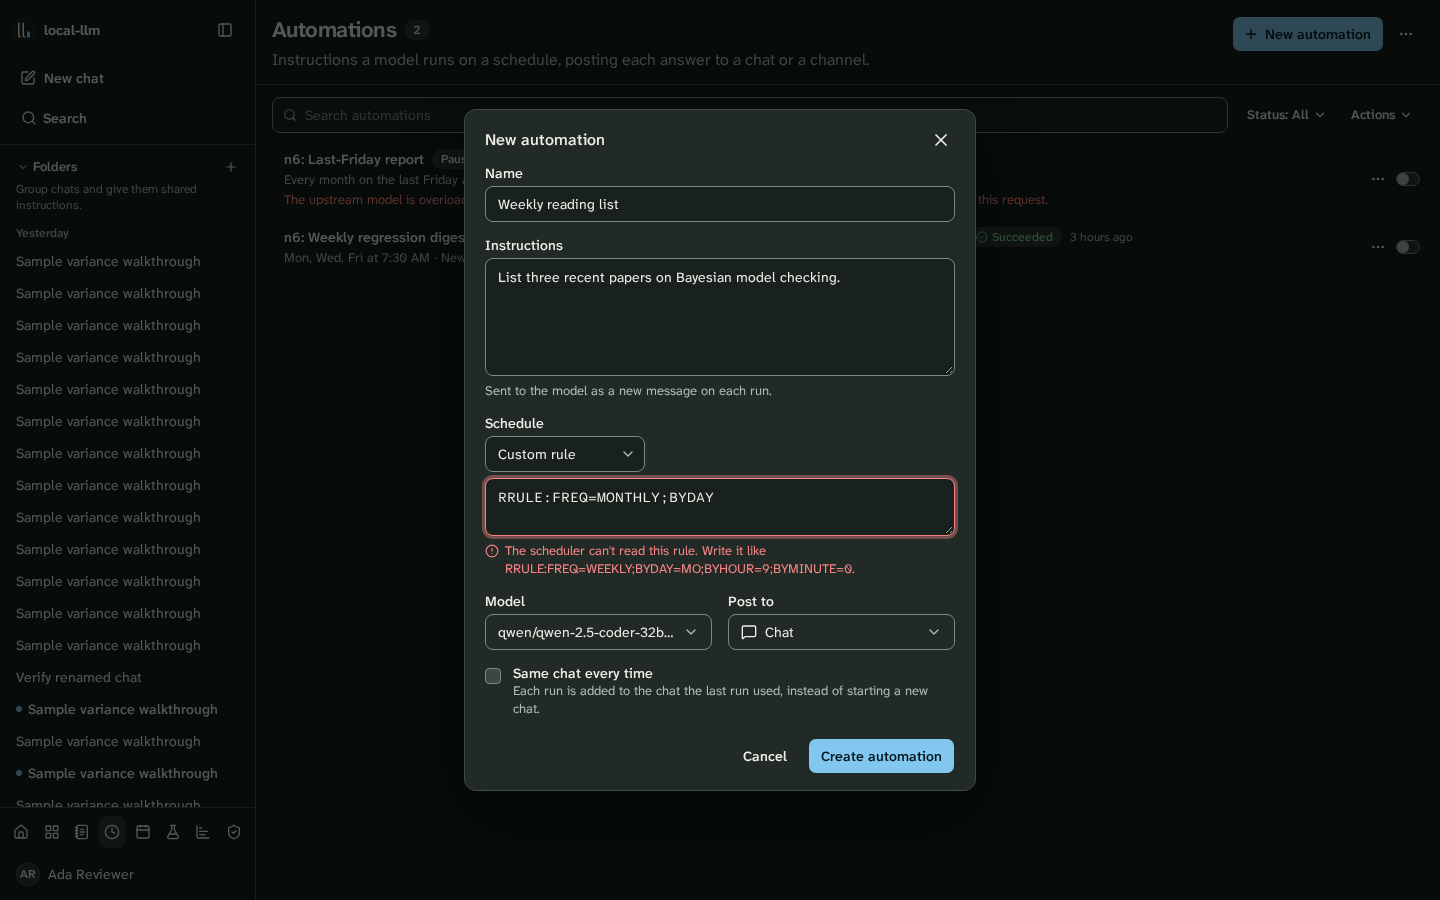 local-llm
New chat
Search
Folders
Group chats and give them shared
instructions.
Yesterday
Sample variance walkthrough
Sample variance walkthrough
Sample variance walkthrough
Sample variance walkthrough
Sample variance walkthrough
Sample variance walkthrough
Sample variance walkthrough
Sample variance walkthrough
Sample variance walkthrough
Sample variance walkthrough
Sample variance walkthrough
Sample variance walkthrough
Sample variance walkthrough
Verify renamed chat
Sample variance walkthrough
Sample variance walkthrough
Sample variance walkthrough
Sample variance walkthrough
AR Ada Reviewer
Automations 2
Instructions a model runs on a schedule, posting each answer to a chat or a channel.
New automation
Search automations
Status: All
Actions
n6: Last-Friday report Paus
Every month on the last Friday
The upstream model is overloa
this request.
n6: Weekly regression diges
Succeeded 3 hours ago
Mon, Wed, Fri at 7:30 AM · New
New automation
Name
Weekly reading list
Instructions
List three recent papers on Bayesian model checking.
Sent to the model as a new message on each run.
Schedule
Custom rule
RRULE:FREQ=MONTHLY;BYDAY
The scheduler can't read this rule. Write it like
RRULE:FREQ=WEEKLY;BYDAY=MO;BYHOUR=9;BYMINUTE=0.
Model
Post to
qwen/qwen-2.5-coder-32b...
Chat
Same chat every time
Each run is added to the chat the last run used, instead of starting a new
chat.
Cancel
Create automation